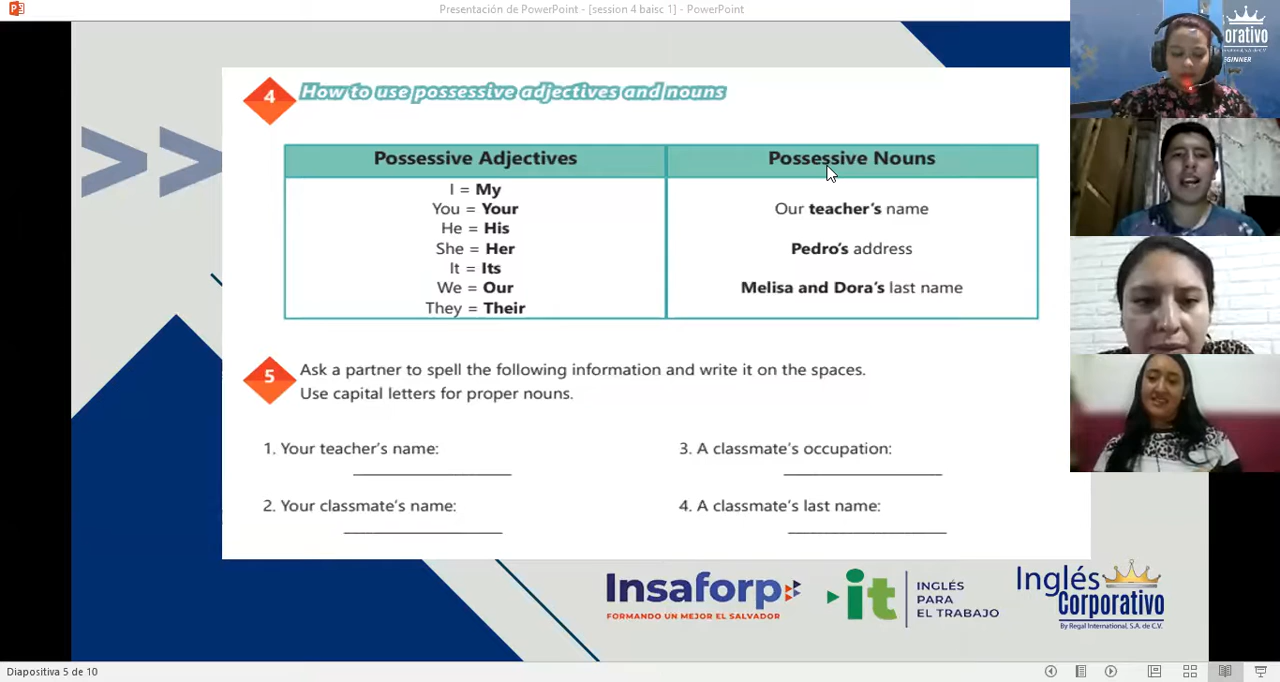 Presentación de PowerPoint - [session 4 baisc 1] - PowerPoint
orativo
EGINNER
4
How to use possessive adjectives and nouns
Possessive Adjectives
Possessive Nouns
I = My
You = Your
He = His
She = Her
It = Its
We = Our
They = Their
Our teacher's name
Pedro's address
Melisa and Dora's last name
5
Ask a partner to spell the following information and write it on the spaces.
Use capital letters for proper nouns.
1. Your teacher's name:
2. Your classmate's name:
3. A classmate's occupation:
4. A classmate's last name:
Insaforp
FORMANDO UN MEJOR EL SALVADOR
it
INGLÉS
PARA
EL TRABAJO
Inglés
Corporativo
By Regal International, S.A. de C.V.
Diapositiva 5 de 10